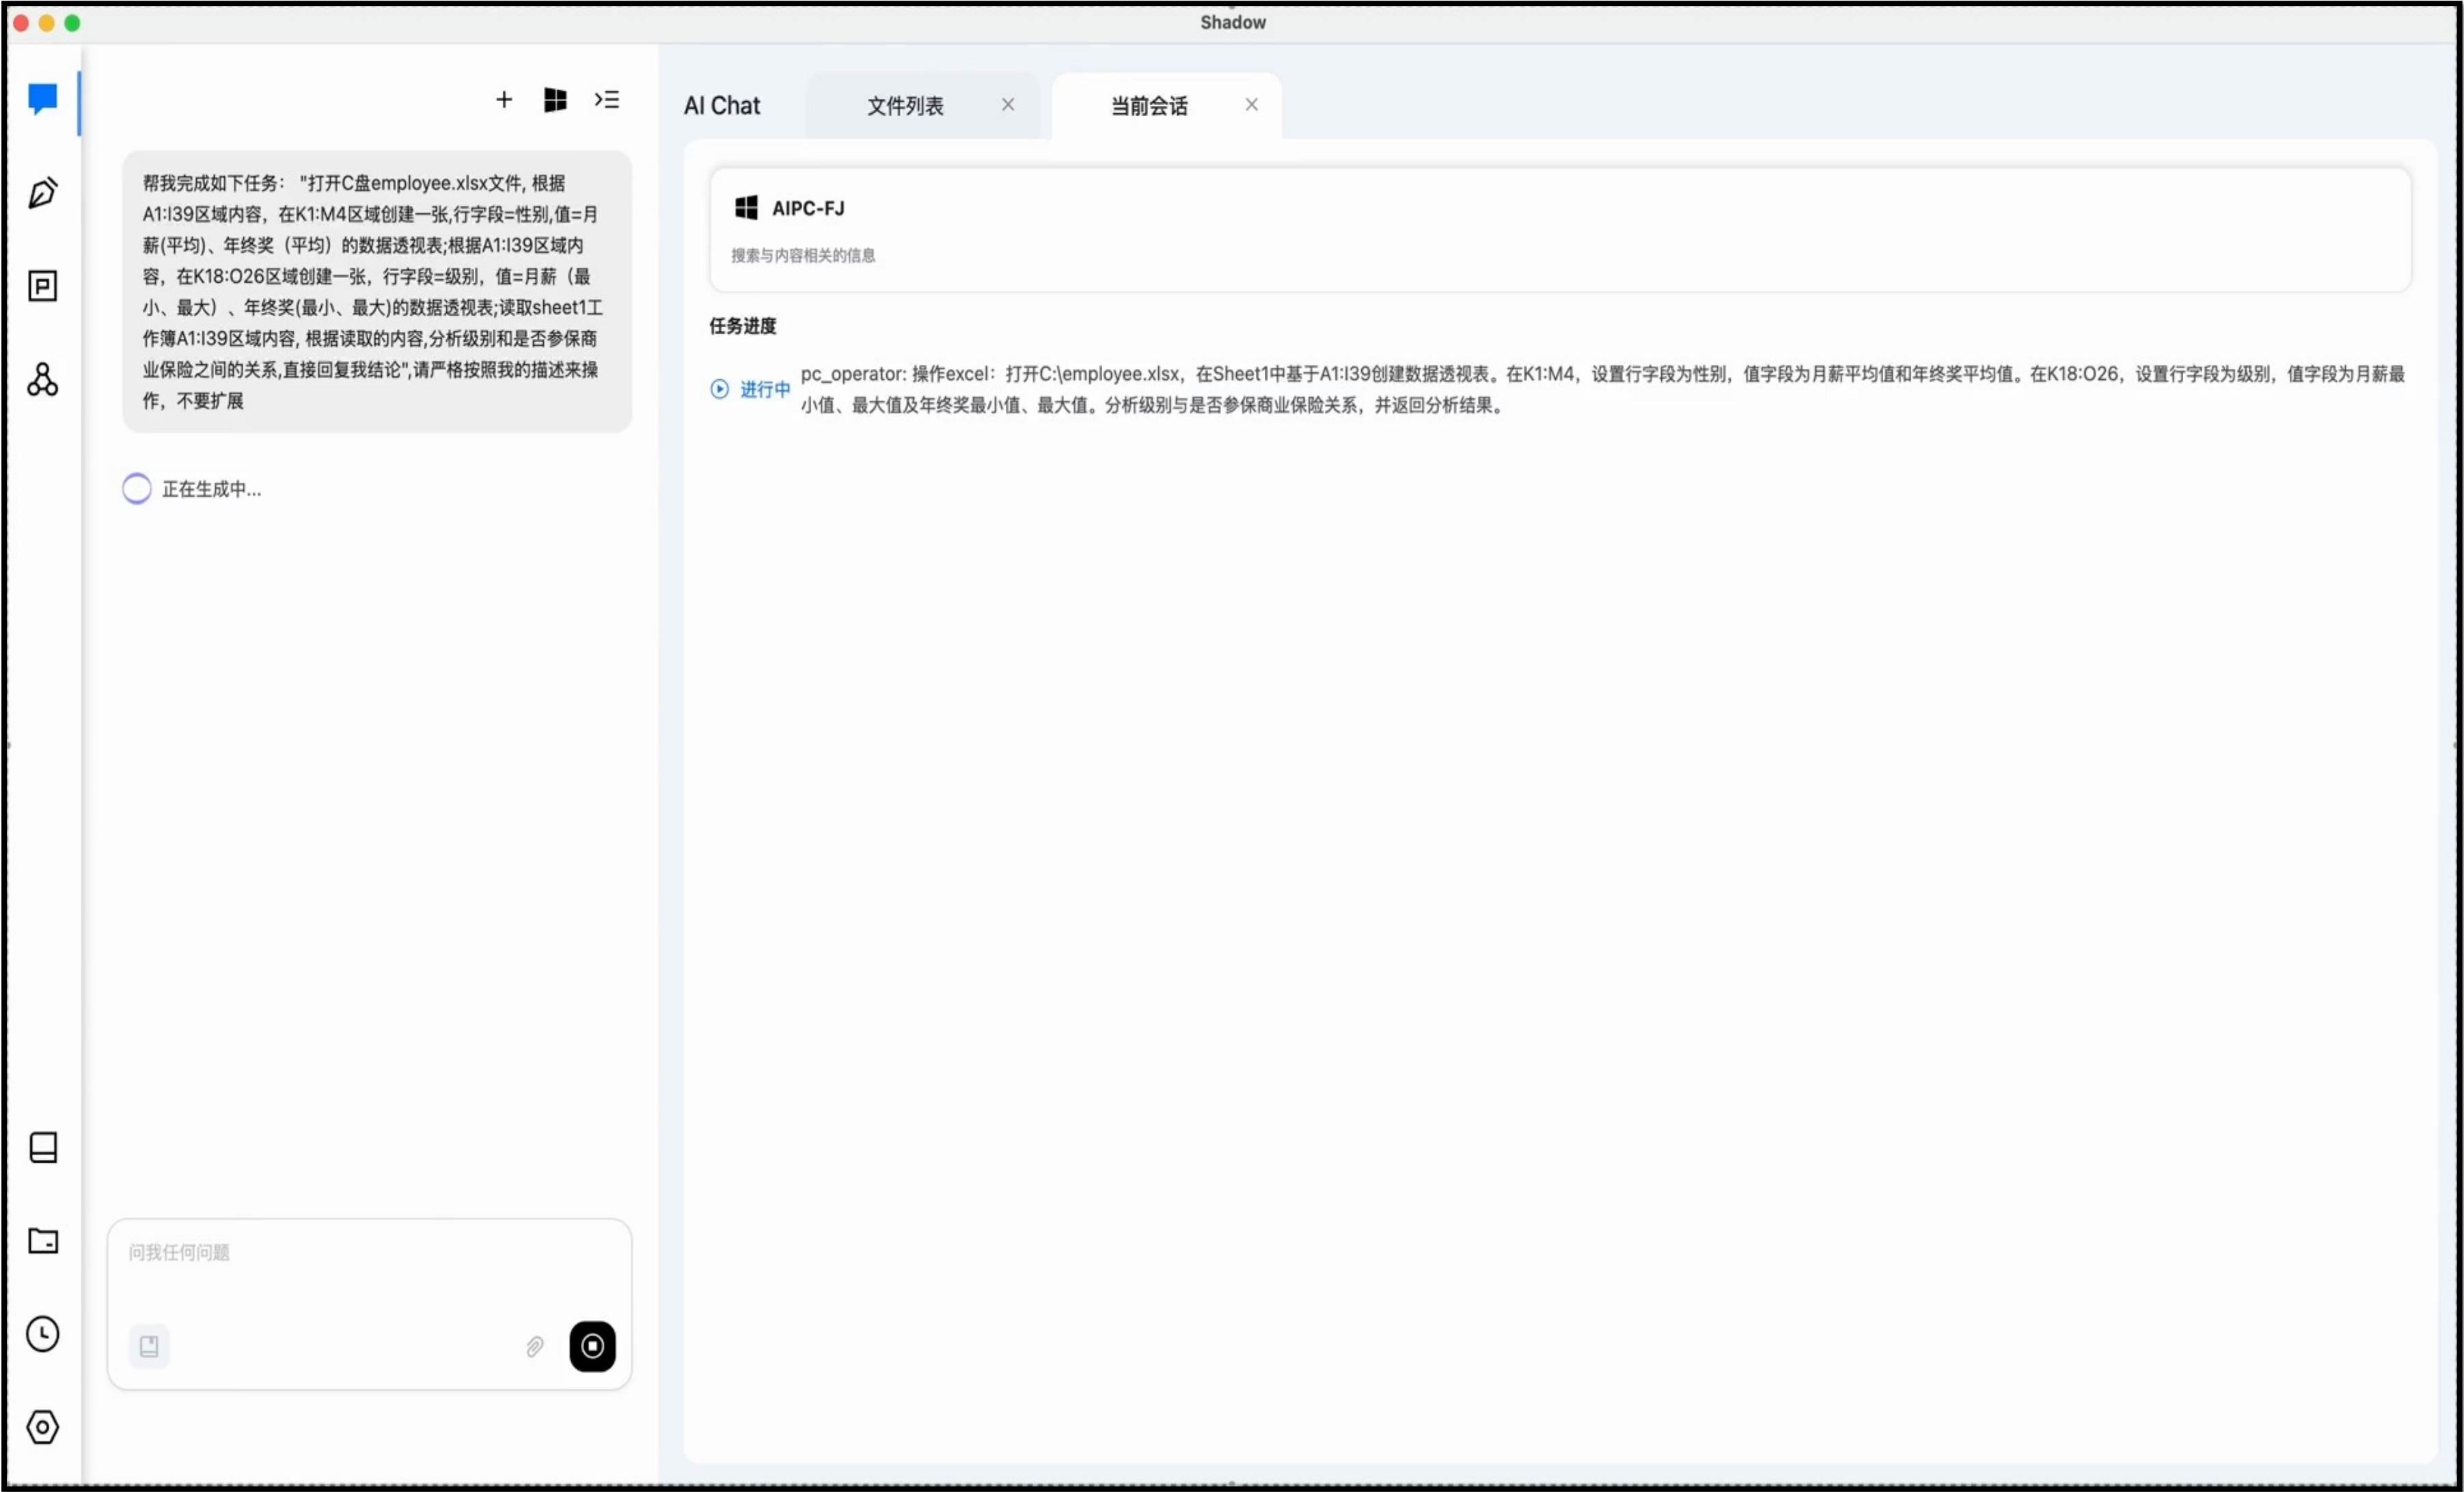 Shadow
帮我完成如下任务： "打开C盘employee.xlsx文件, 根据
A1:I39区域内容，在K1:M4区域创建一张,行字段=性别,值=月
薪(平均)、年终奖（平均）的数据透视表;根据A1:I39区域内
容，在K18:O26区域创建一张，行字段=级别，值=月薪（最
小、最大）、年终奖(最小、最大)的数据透视表;读取sheet1工
作簿A1:I39区域内容, 根据读取的内容,分析级别和是否参保商
业保险之间的关系,直接回复我结论",请严格按照我的描述来操
作，不要扩展
正在生成中...
问我任何问题
AI Chat
文件列表
当前会话
AIPC-FJ
搜索与内容相关的信息
任务进度
进行中
pc_operator: 操作excel：打开C:\employee.xlsx，在Sheet1中基于A1:I39创建数据透视表。在K1:M4，设置行字段为性别，值字段为月薪平均值和年终奖平均值。在K18:O26，设置行字段为级别，值字段为月薪最
小值、最大值及年终奖最小值、最大值。分析级别与是否参保商业保险关系，并返回分析结果。